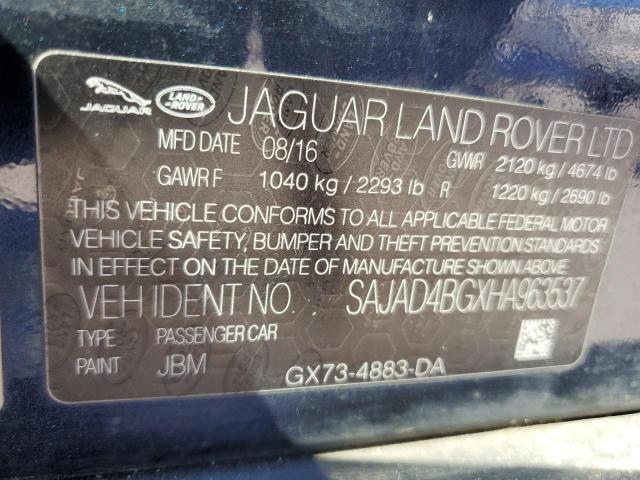 JAGUAR LAND-ROVER JAGUAR LAND ROVER LTD
MFD DATE 08/16 GVWR 2120 kg / 4674 lb
GAWR F 1040 kg / 2293 lb R 1220 kg / 2690 lb
THIS VEHICLE CONFORMS TO ALL APPLICABLE FEDERAL MOTOR
VEHICLE SAFETY, BUMPER AND THEFT PREVENTION STANDARDS
IN EFFECT ON THE DATE OF MANUFACTURE SHOWN ABOVE
VEH IDENT NO. SAJAD4BGXHA963537
TYPE PASSENGER CAR
PAINT JBM
GX73-4883-DA